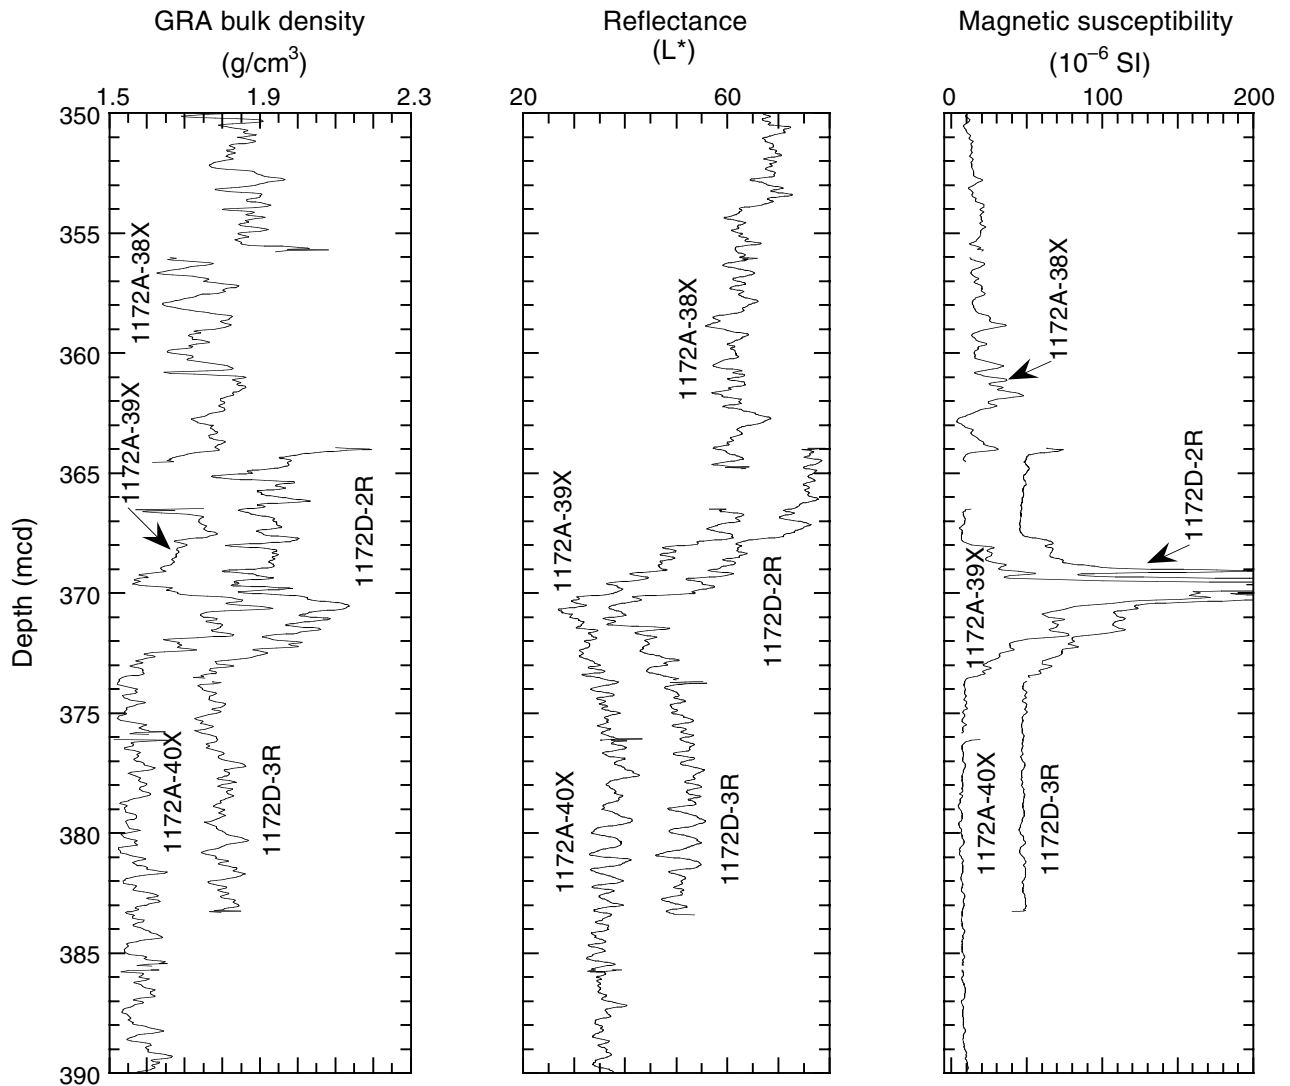 GRA bulk density
(g/cm³)
1.5 1.9 2.3
Reflectance
(L*)
20 60
Magnetic susceptibility
(10⁻⁶ SI)
0 100 200
Depth (mcd)
350
355
360
365
370
375
380
385
390
1172A-38X
1172A-39X
1172D-2R
1172A-40X
1172D-3R
1172A-38X
1172A-39X
1172D-2R
1172A-40X
1172D-3R
1172A-38X
1172D-2R
1172A-39X
1172A-40X
1172D-3R